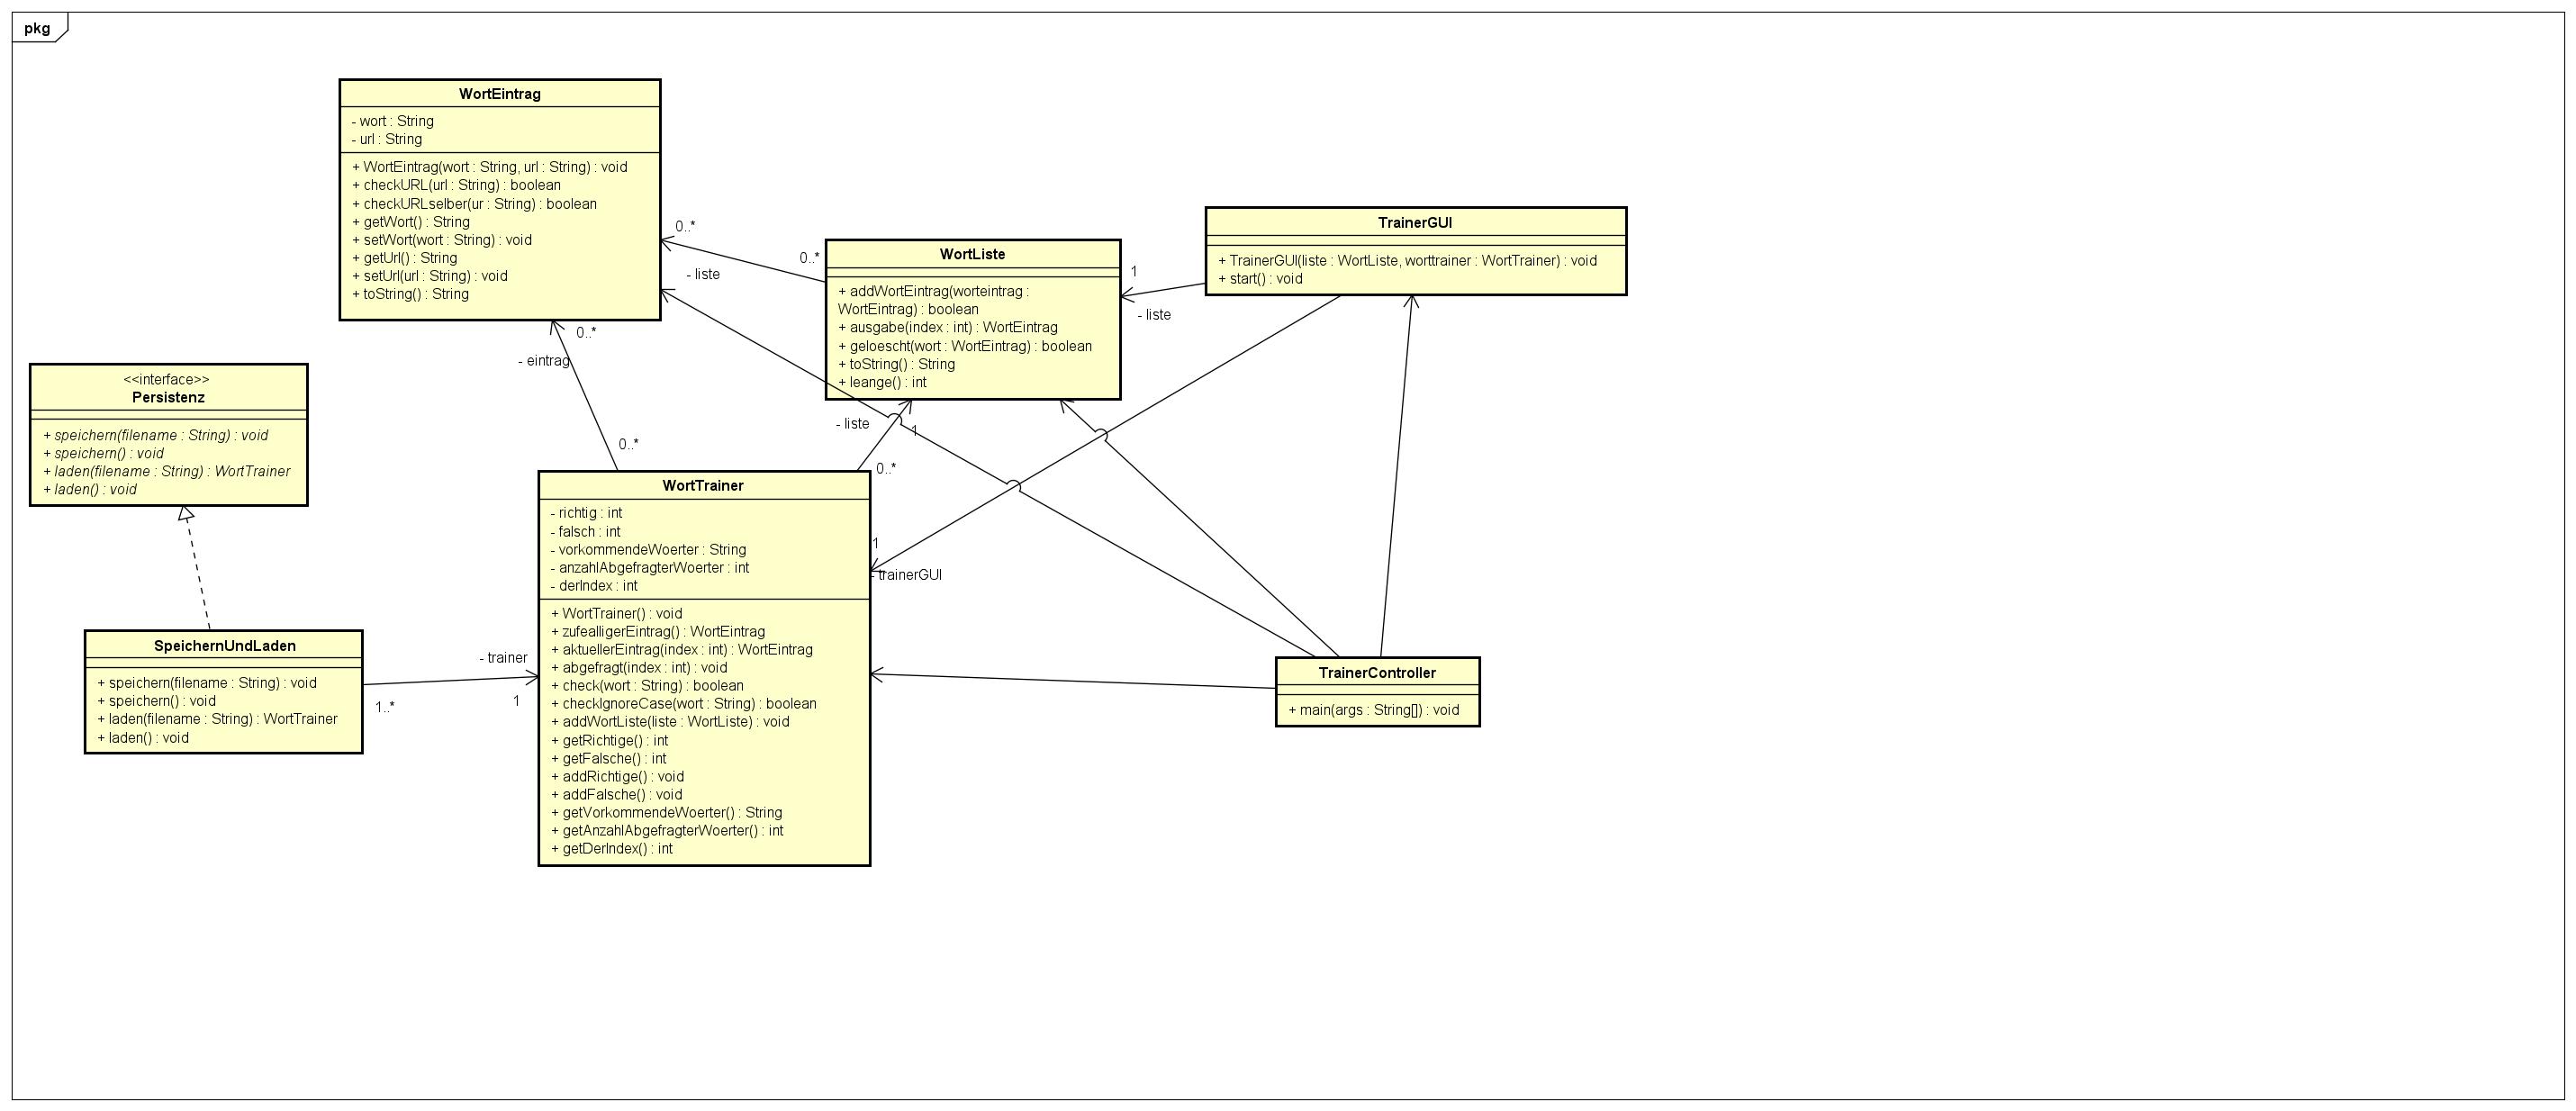 pkg
WortEintrag
- wort : String
- url : String
+ WortEintrag(wort : String, url : String) : void
+ checkURL(url : String) : boolean
+ checkURLselber(ur : String) : boolean
+ getWort() : String
+ setWort(wort : String) : void
+ getUrl() : String
+ setUrl(url : String) : void
+ toString() : String
0..*
0..*
- liste
WortListe
+ addWortEintrag(worteintrag :
WortEintrag) : boolean
+ ausgabe(index : int) : WortEintrag
+ geloescht(wort : WortEintrag) : boolean
+ toString() : String
+ leange() : int
1
- liste
TrainerGUI
+ TrainerGUI(liste : WortListe, worttrainer : WortTrainer) : void
+ start() : void
0..*
- eintrag
0..*
- liste
1
0..*
<<interface>>
Persistenz
+ speichern(filename : String) : void
+ speichern() : void
+ laden(filename : String) : WortTrainer
+ laden() : void
WortTrainer
- richtig : int
- falsch : int
- vorkommendeWoerter : String
- anzahlAbgefragterWoerter : int
- derIndex : int
+ WortTrainer() : void
+ zufealligerEintrag() : WortEintrag
+ aktuellerEintrag(index : int) : WortEintrag
+ abgefragt(index : int) : void
+ check(wort : String) : boolean
+ checkIgnoreCase(wort : String) : boolean
+ addWortListe(liste : WortListe) : void
+ getRichtige() : int
+ getFalsche() : int
+ addRichtige() : void
+ addFalsche() : void
+ getVorkommendeWoerter() : String
+ getAnzahlAbgefragterWoerter() : int
+ getDerIndex() : int
1
- trainerGUI
SpeichernUndLaden
+ speichern(filename : String) : void
+ speichern() : void
+ laden(filename : String) : WortTrainer
+ laden() : void
- trainer
1..*
1
TrainerController
+ main(args : String[]) : void